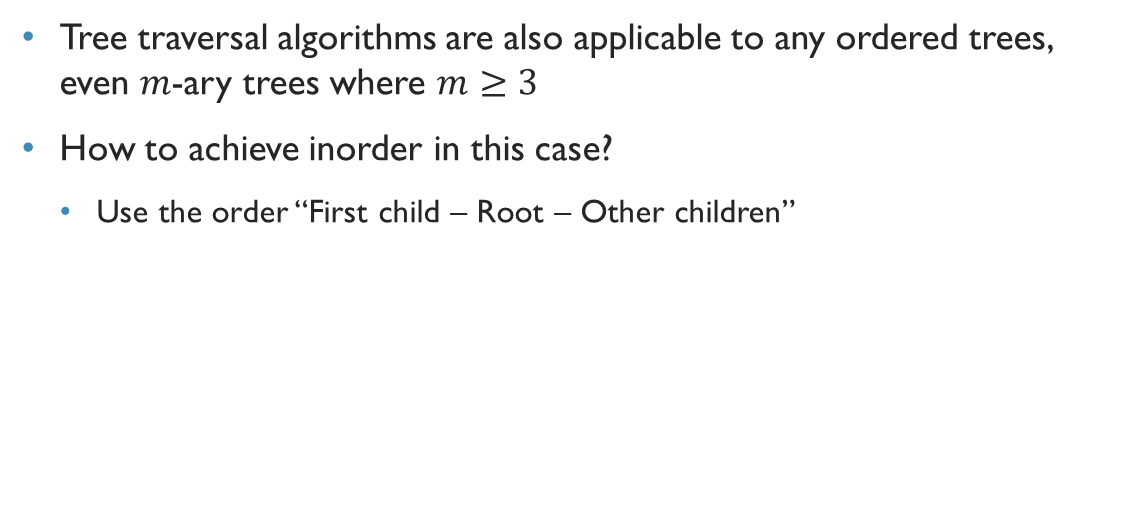 • Tree traversal algorithms are also applicable to any ordered trees,
even m-ary trees where m ≥ 3
• How to achieve inorder in this case?
• Use the order “First child – Root – Other children”